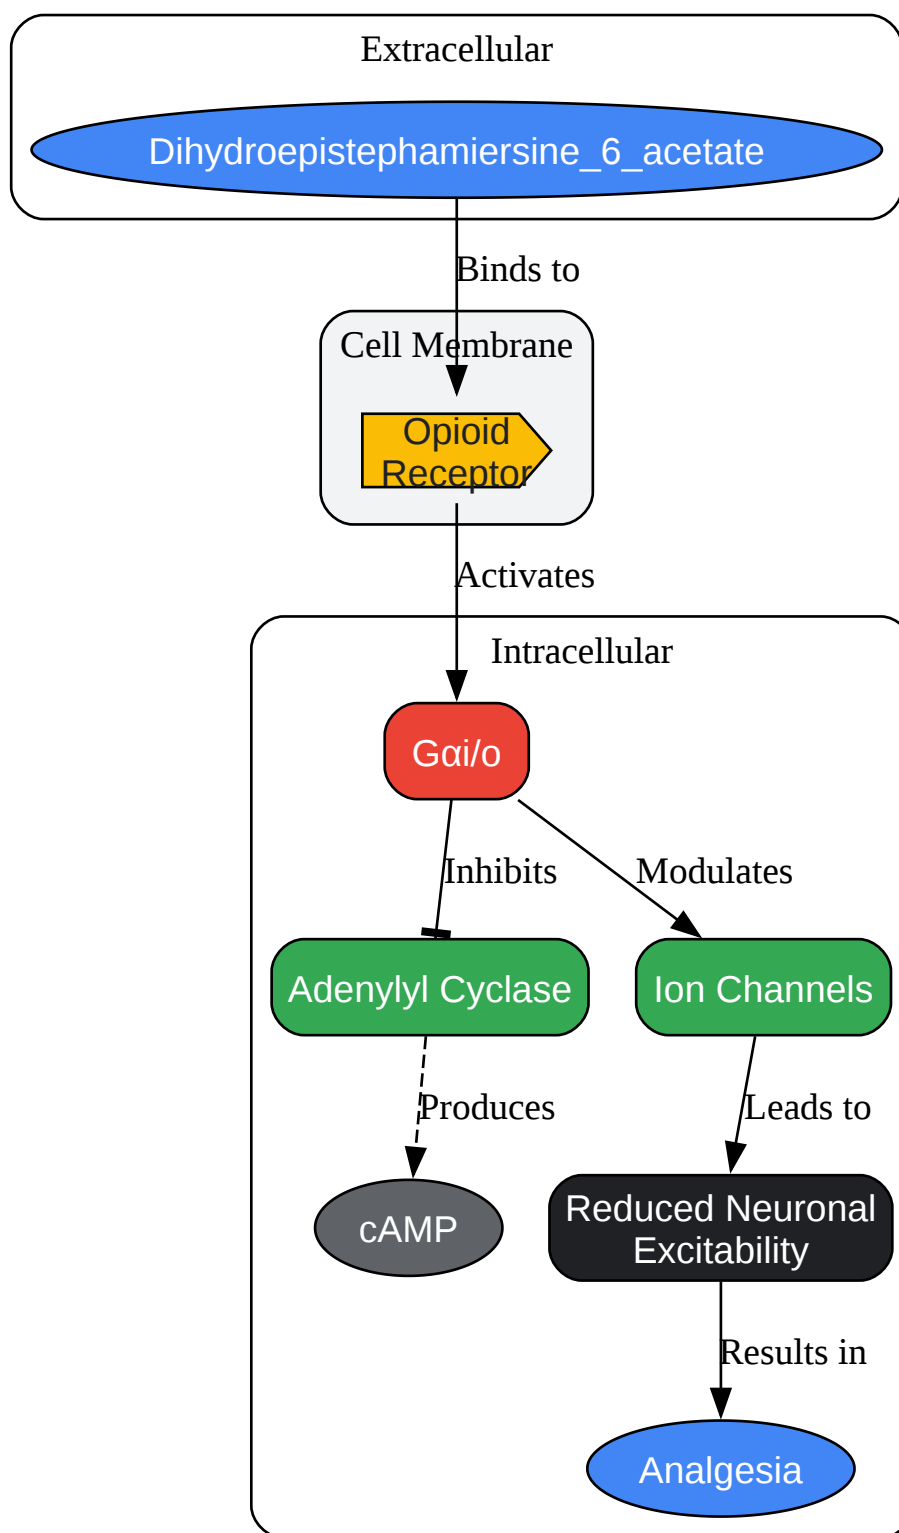 Extracellular
Dihydroepistephamiersine_6_acetate
Binds to
Cell Membrane
Opioid
Receptor
Activates
Intracellular
Gαi/o
Inhibits
Modulates
Adenylyl Cyclase
Ion Channels
Produces
Leads to
cAMP
Reduced Neuronal
Excitability
Results in
Analgesia